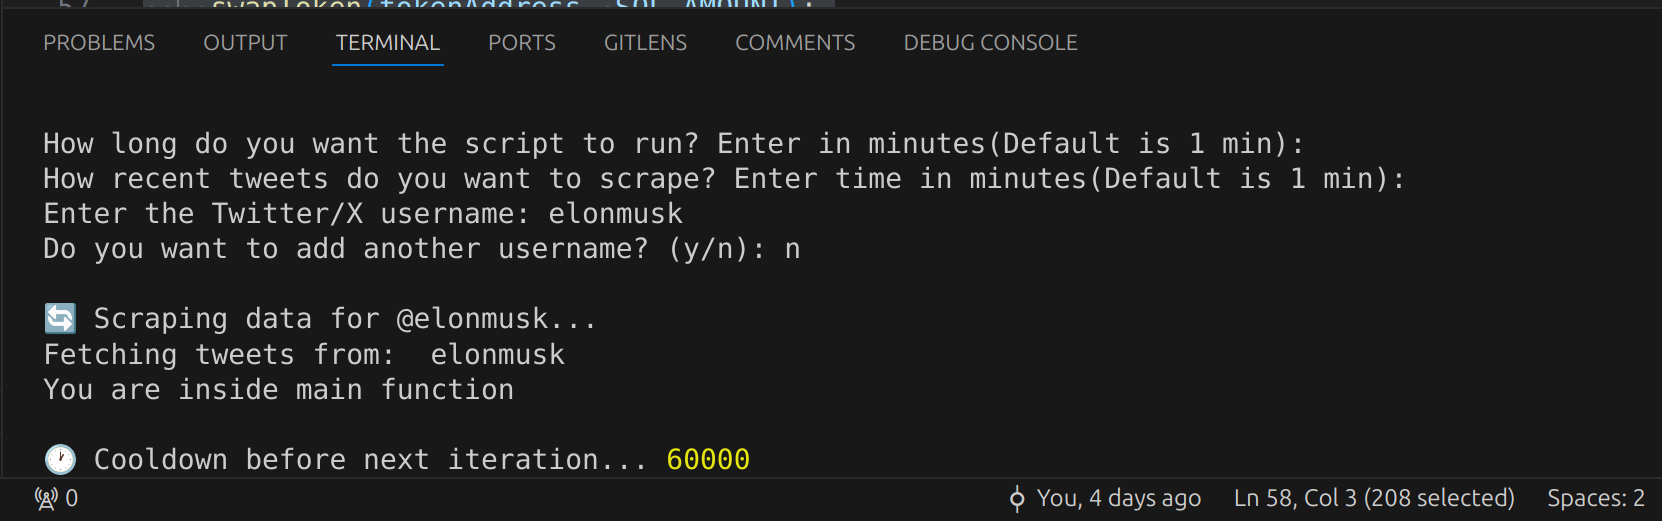 57 swapToken(tokenAddress, SOL_AMOUNT);
PROBLEMS OUTPUT TERMINAL PORTS GITLENS COMMENTS DEBUG CONSOLE
How long do you want the script to run? Enter in minutes(Default is 1 min):
How recent tweets do you want to scrape? Enter time in minutes(Default is 1 min):
Enter the Twitter/X username: elonmusk
Do you want to add another username? (y/n): n
🔄 Scraping data for @elonmusk...
Fetching tweets from:  elonmusk
You are inside main function
🕐 Cooldown before next iteration... 60000
0 You, 4 days ago Ln 58, Col 3 (208 selected) Spaces: 2